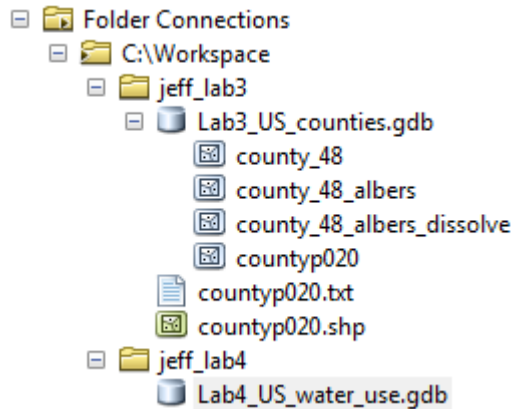 Folder Connections
C:\Workspace
jeff_lab3
Lab3_US_counties.gdb
county_48
county_48_albers
county_48_albers_dissolve
countyp020
countyp020.txt
countyp020.shp
jeff_lab4
Lab4_US_water_use.gdb